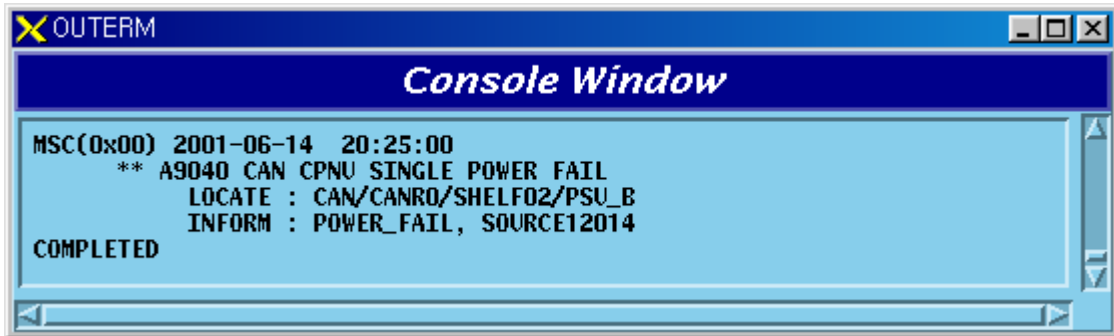 OUTERM
Console Window
MSC(0x00) 2001-06-14 20:25:00
** A9040 CAN CPNU SINGLE POWER FAIL
LOCATE : CAN/CANRO/SHELF02/PSU_B
INFORM : POWER_FAIL, SOURCE12014
COMPLETED